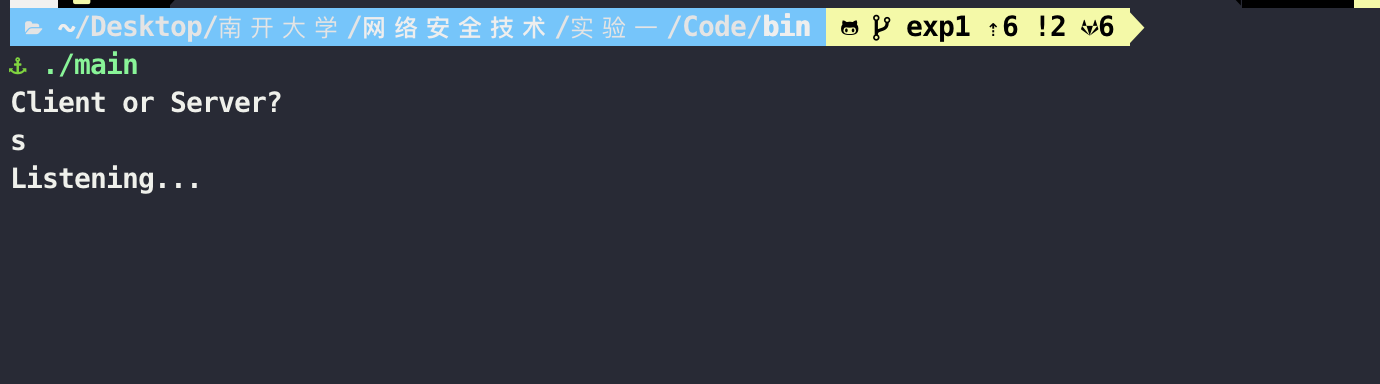 ~/Desktop/南开大学/网络安全技术/实验一/Code/bin exp1 ⇡6 !2 6
./main
Client or Server?
s
Listening...